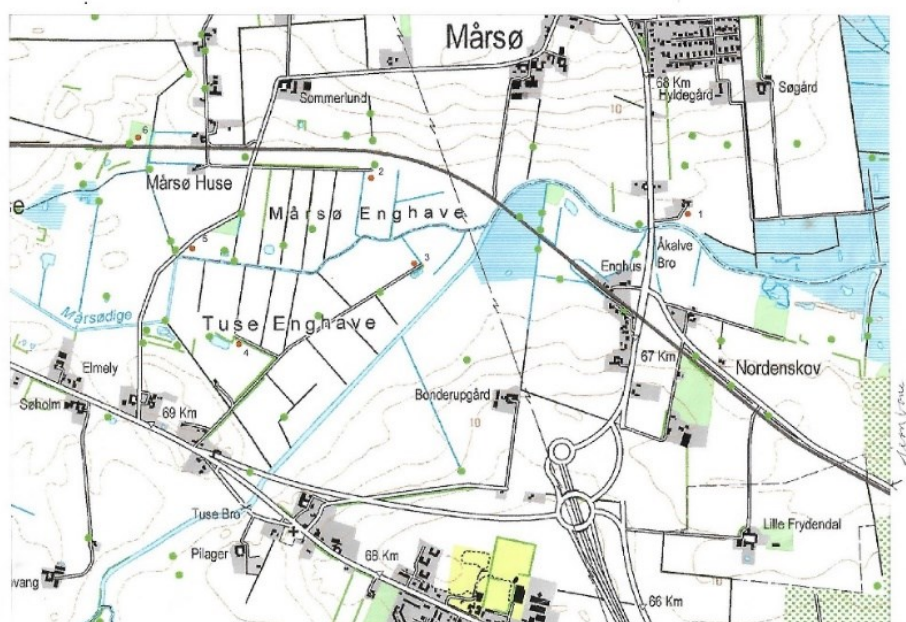 Mårsø
68 Km
Hyldegård
Søgård
Sommerlund
10
6
Mårsø Huse
2
Mårsø Enghave
1
Åkalve
Bro
5
3
Enghus
Mårsødige
Tuse Enghave
4
67 Km
Nordenskov
Elmely
Søholm
69 Km
Bonderupgård
10
Tuse Bro
Pilager
68 Km
Lille Frydendal
66 Km